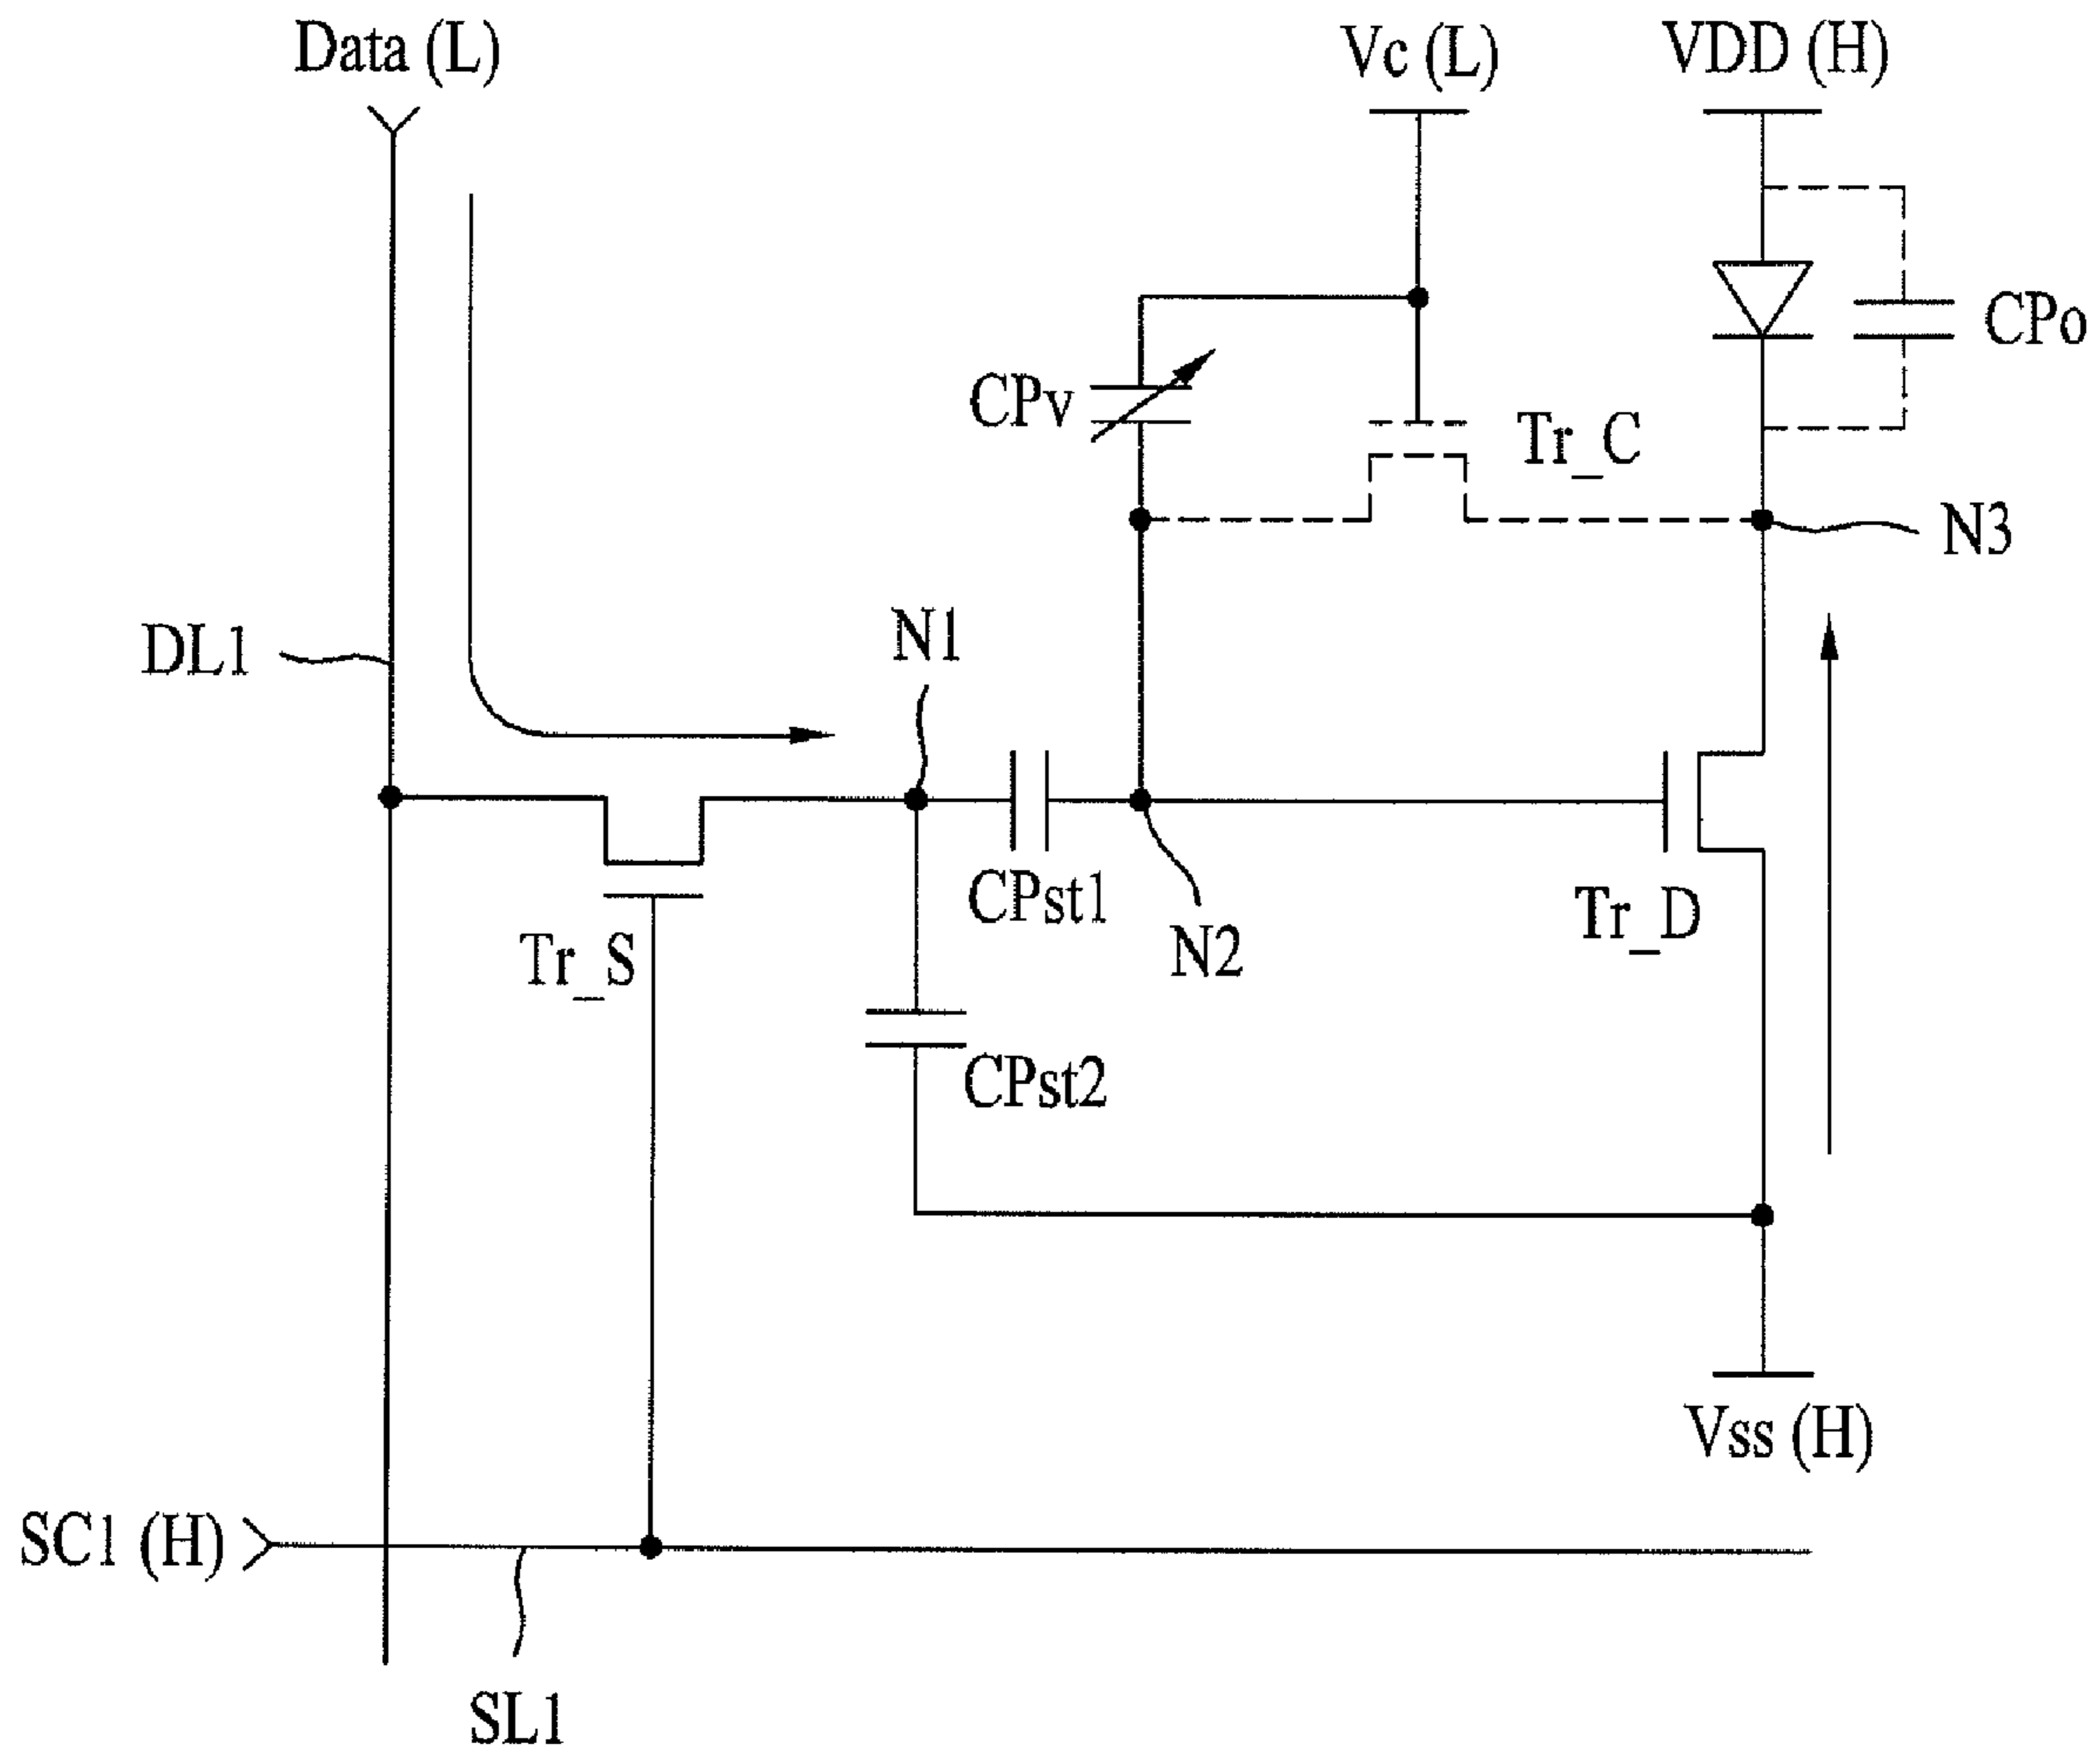 Data (L)
Vc (L)
VDD (H)
CPo
CPv
Tr_C
N3
N1
DL1
CPst1
Tr_D
N2
Tr_S
CPst2
Vss (H)
SC1 (H)
SL1